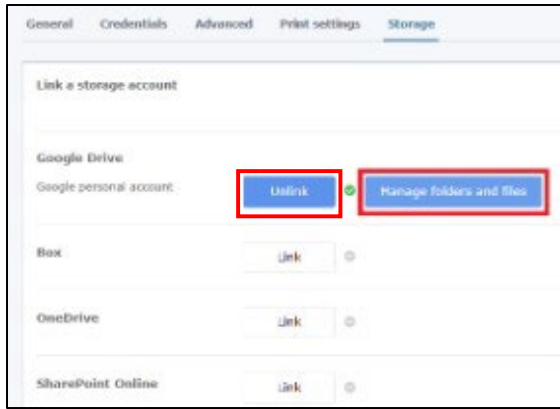 General Credentials Advanced Print settings Storage
Link a storage account
Google Drive
Google personal account Unlink Manage folders and files
Box Link
OneDrive Link
SharePoint Online Link